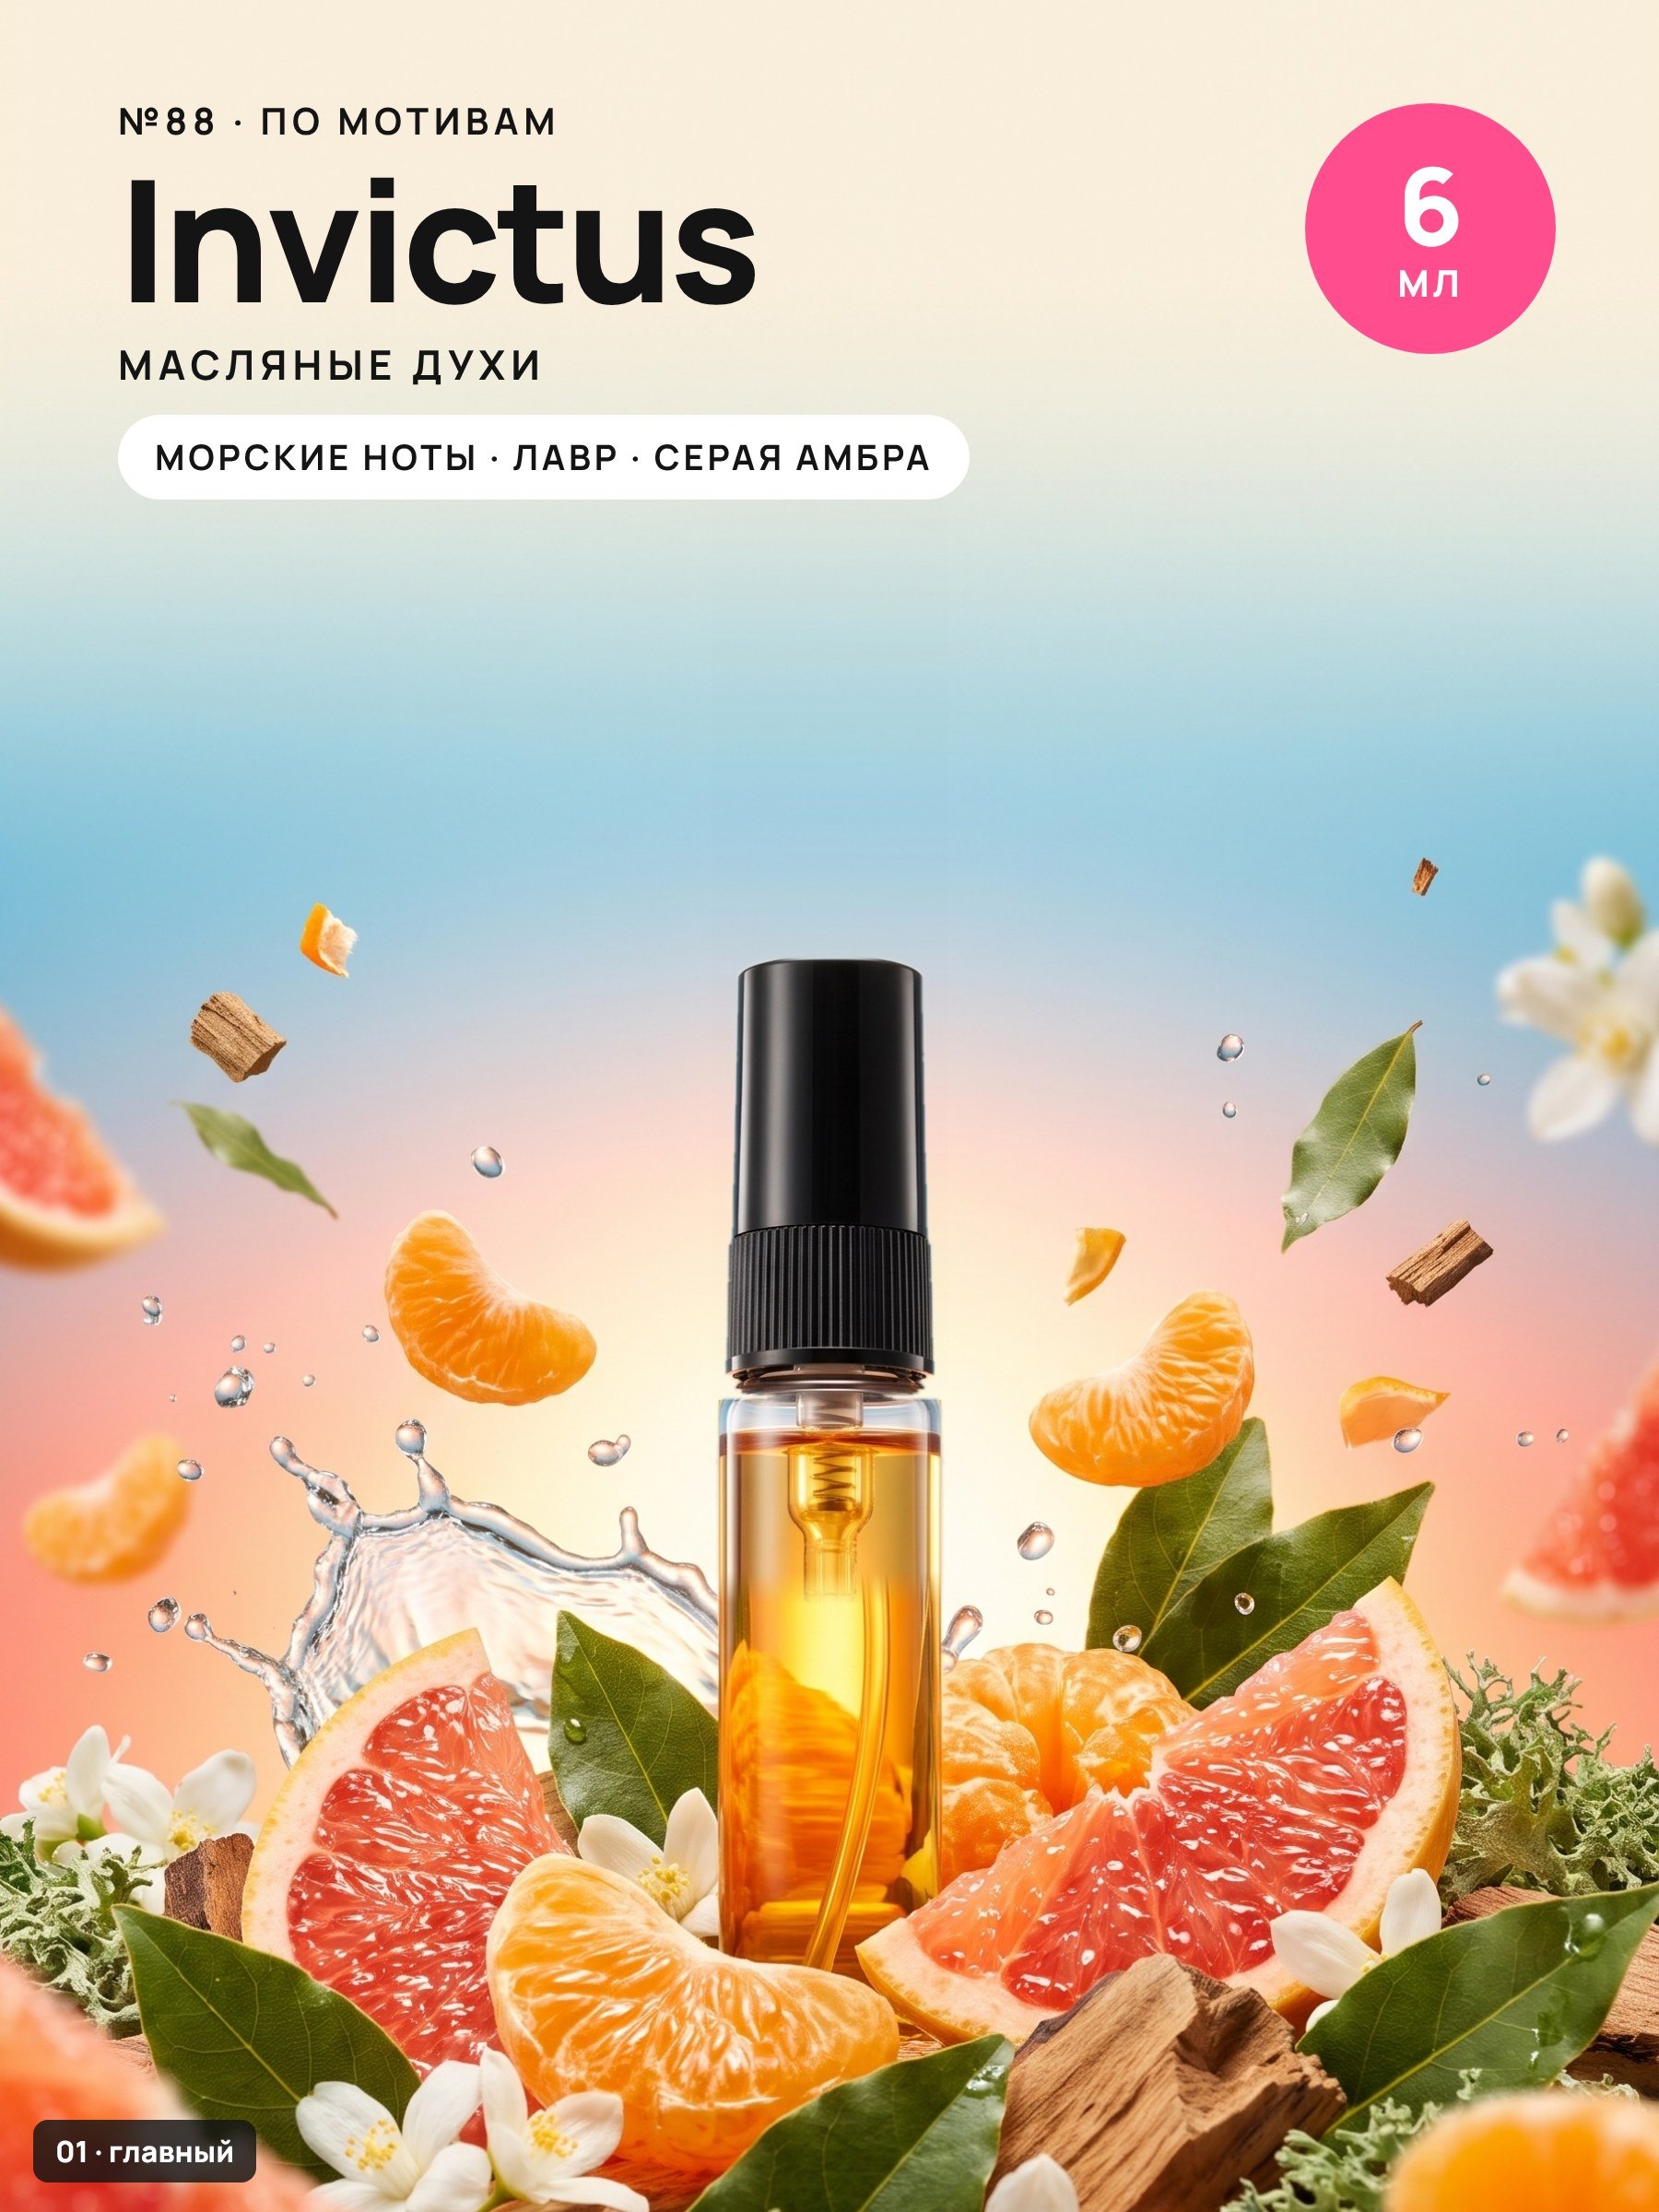 №88 · ПО МОТИВАМ
Invictus
МАСЛЯНЫЕ ДУХИ
МОРСКИЕ НОТЫ · ЛАВР · СЕРАЯ АМБРА
6
МЛ
01 · главный